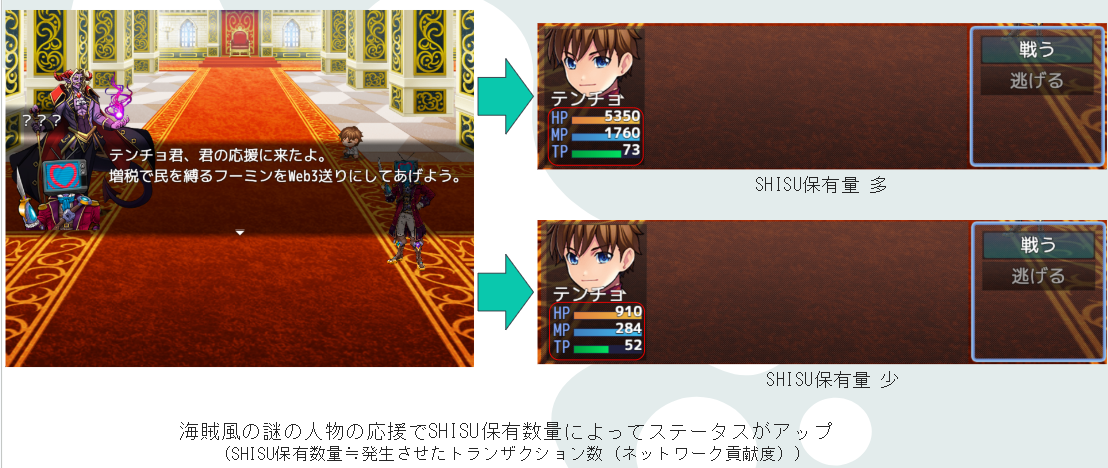 ？？？
テンチョ君、君の応援に来たよ。
増税で民を縛るフーミンをWeb3送りにしてあげよう。
テンチョ
HP 5350
MP 1760
TP 73
戦う
逃げる
SHISU保有量 多
テンチョ
HP 910
MP 284
TP 52
戦う
逃げる
SHISU保有量 少
海賊風の謎の人物の応援でSHISU保有数量によってステータスがアップ
（SHISU保有数量≒発生させたトランザクション数（ネットワーク貢献度））